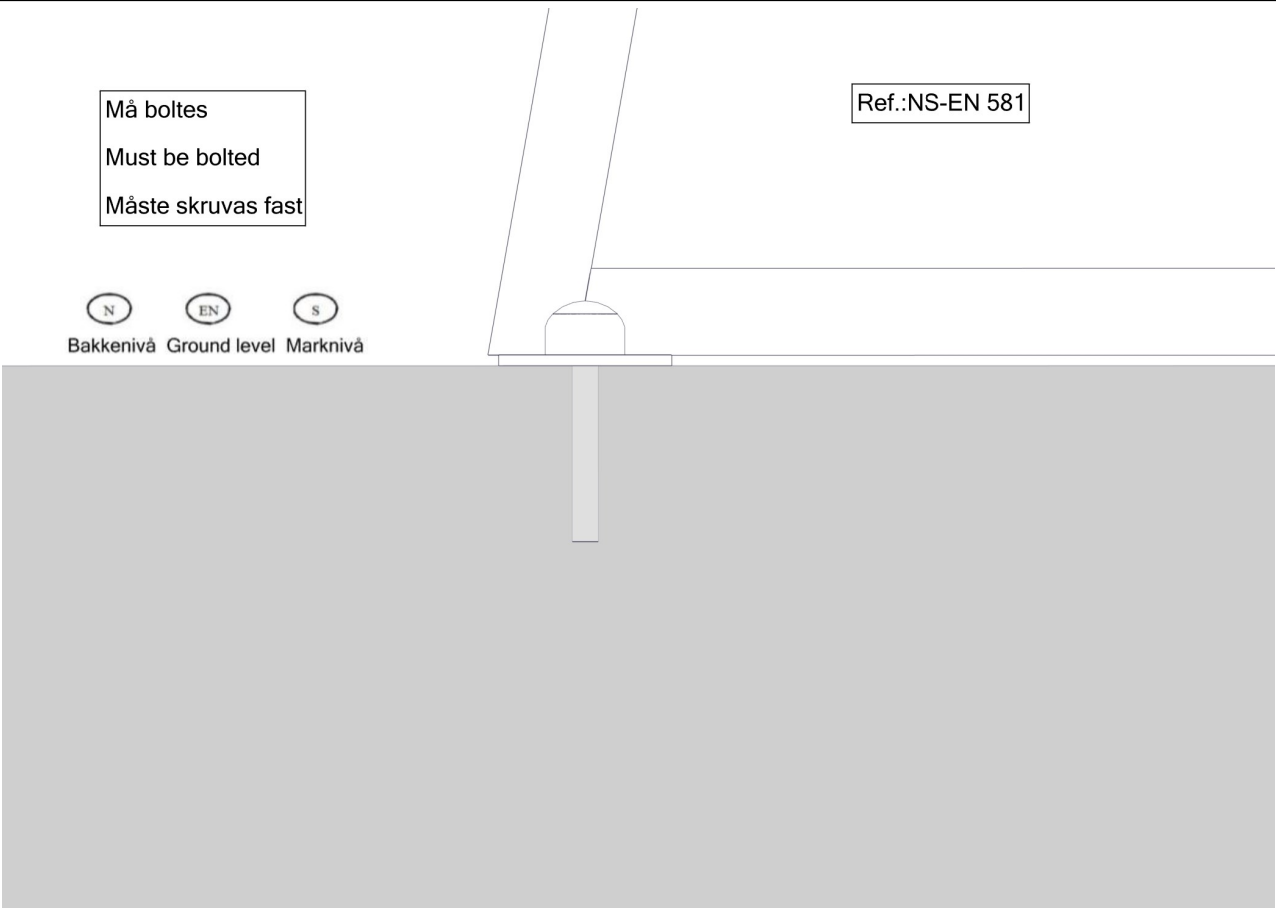 Må boltes
Must be bolted
Måste skruvas fast
Ref.:NS-EN 581
N EN S
Bakkenivå Ground level Marknivå